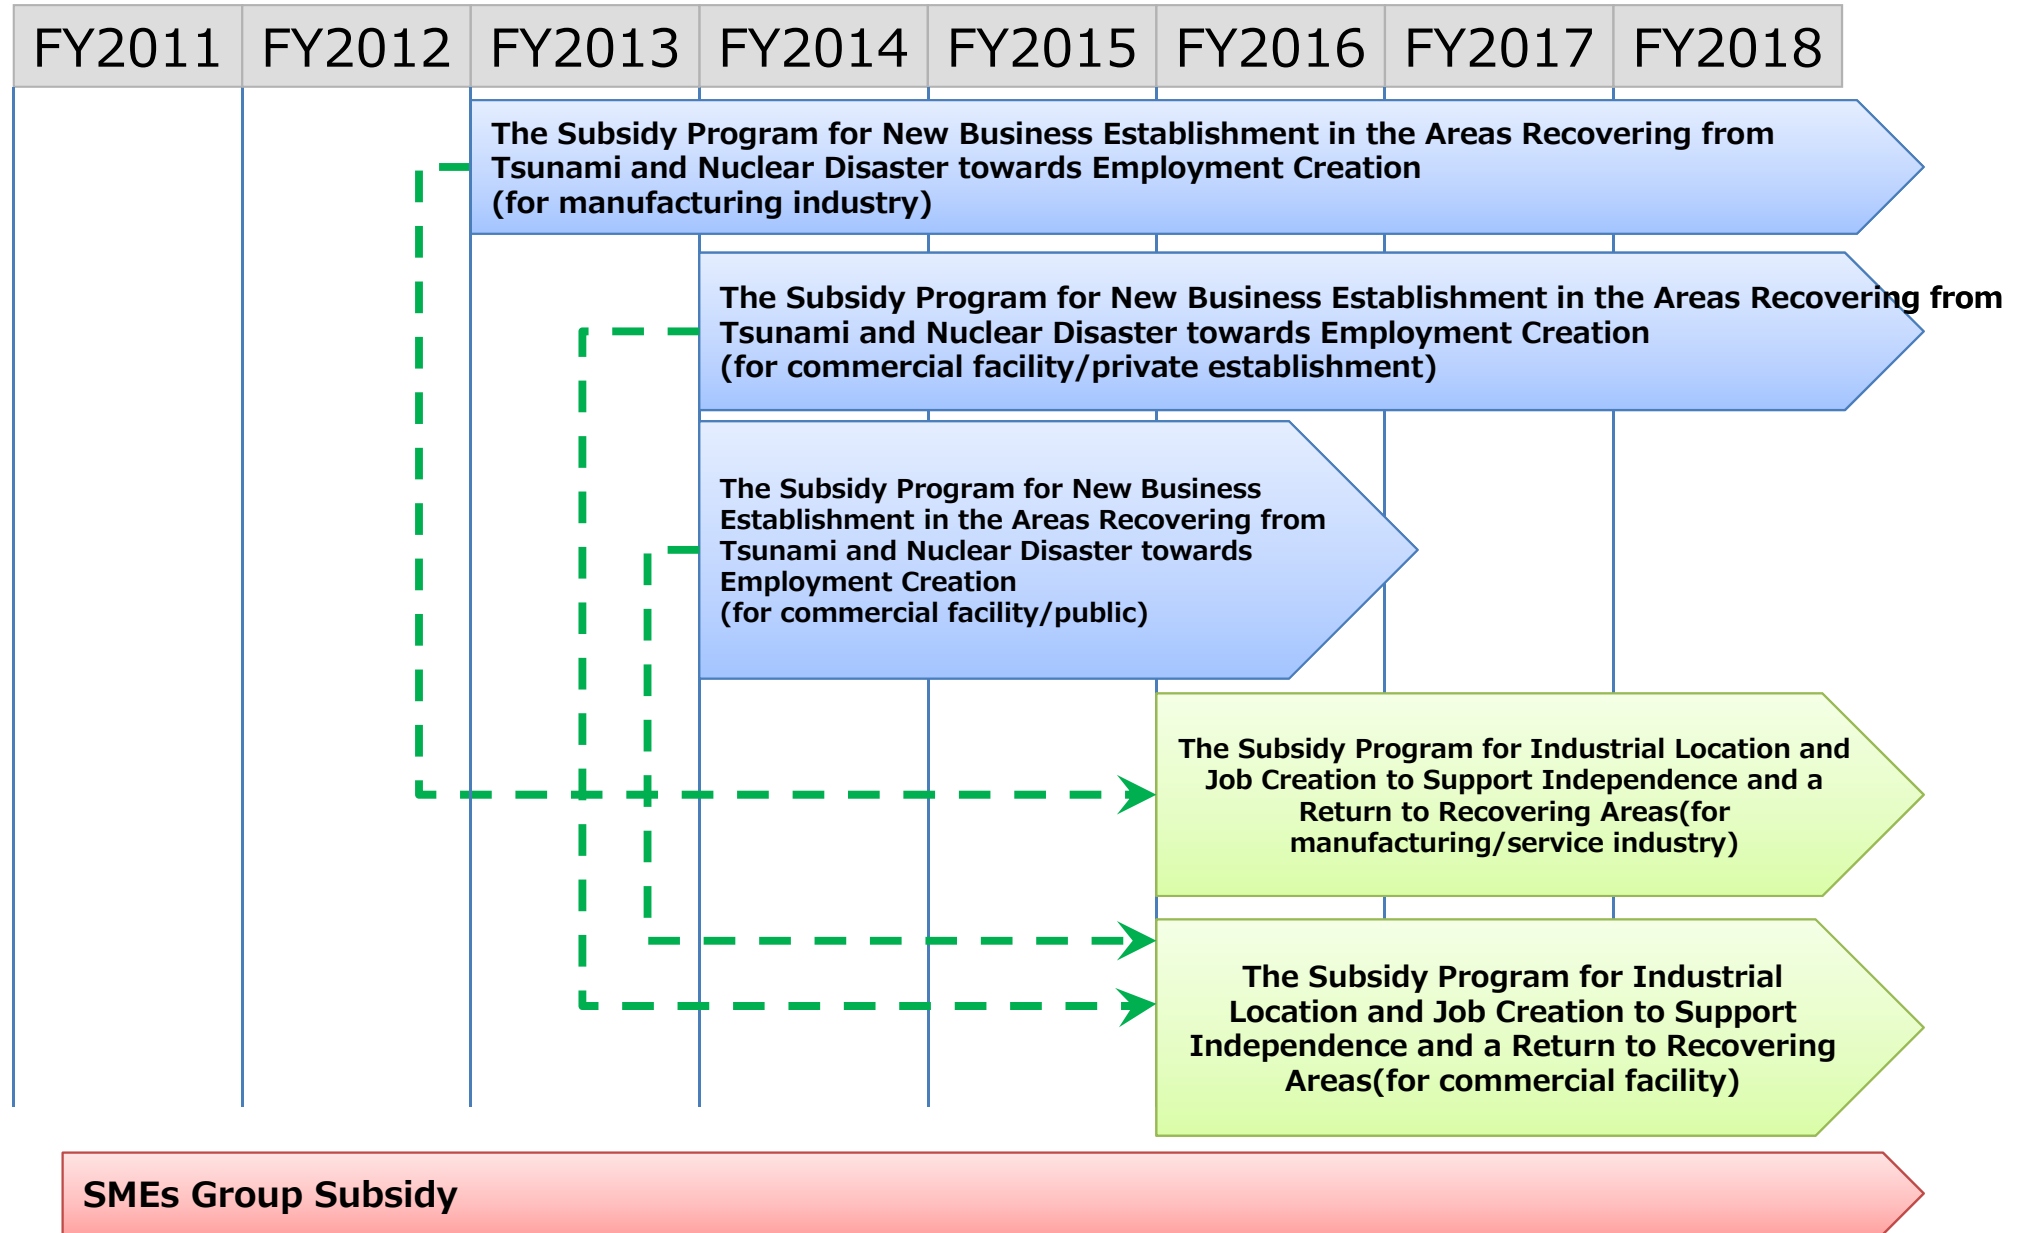 FY2011 FY2012 FY2013 FY2014 FY2015 FY2016 FY2017 FY2018
The Subsidy Program for New Business Establishment in the Areas Recovering from
Tsunami and Nuclear Disaster towards Employment Creation
(for manufacturing industry)
The Subsidy Program for New Business Establishment in the Areas Recovering from
Tsunami and Nuclear Disaster towards Employment Creation
(for commercial facility/private establishment)
The Subsidy Program for New Business
Establishment in the Areas Recovering from
Tsunami and Nuclear Disaster towards
Employment Creation
(for commercial facility/public)
The Subsidy Program for Industrial Location and
Job Creation to Support Independence and a
Return to Recovering Areas(for
manufacturing/service industry)
The Subsidy Program for Industrial
Location and Job Creation to Support
Independence and a Return to Recovering
Areas(for commercial facility)
SMEs Group Subsidy